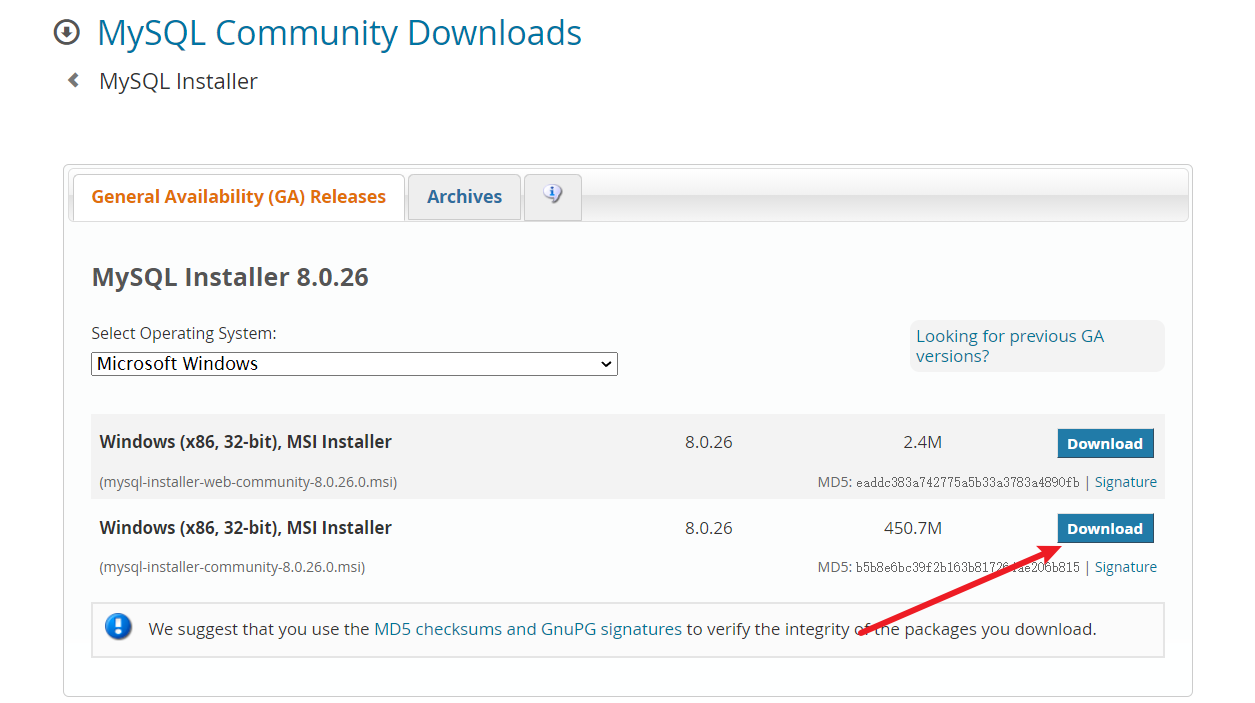 MySQL Community Downloads
MySQL Installer
General Availability (GA) Releases
Archives
MySQL Installer 8.0.26
Select Operating System:
Microsoft Windows
Looking for previous GA
versions?
Windows (x86, 32-bit), MSI Installer 8.0.26 2.4M Download
(mysql-installer-web-community-8.0.26.0.msi) MD5: eaddc383a742775a5b33a3783a4890fb | Signature
Windows (x86, 32-bit), MSI Installer 8.0.26 450.7M Download
(mysql-installer-community-8.0.26.0.msi) MD5: | Signature
We suggest that you use the MD5 checksums and GnuPG signatures to verify the integrity of the packages you download.